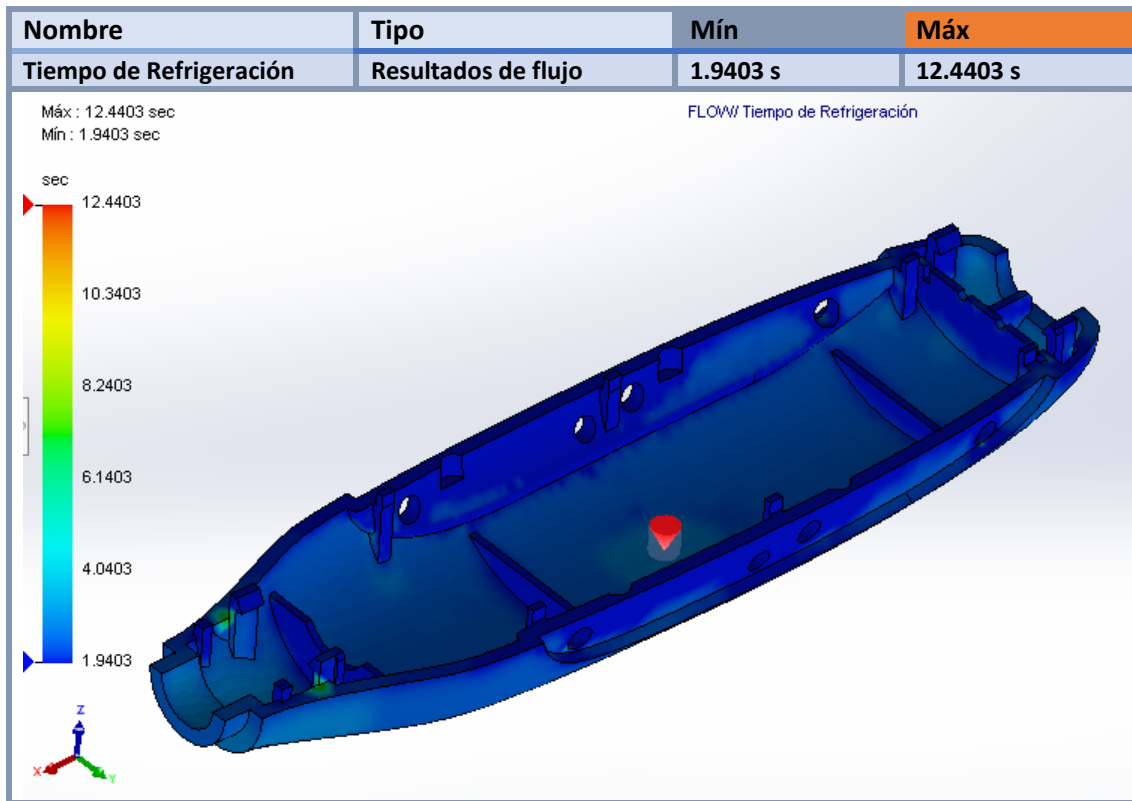 Nombre Tipo Mín Máx
Tiempo de Refrigeración Resultados de flujo 1.9403 s 12.4403 s
Máx : 12.4403 sec
Mín : 1.9403 sec
FLOW/ Tiempo de Refrigeración
sec
12.4403
10.3403
8.2403
6.1403
4.0403
1.9403
Z
X
Y